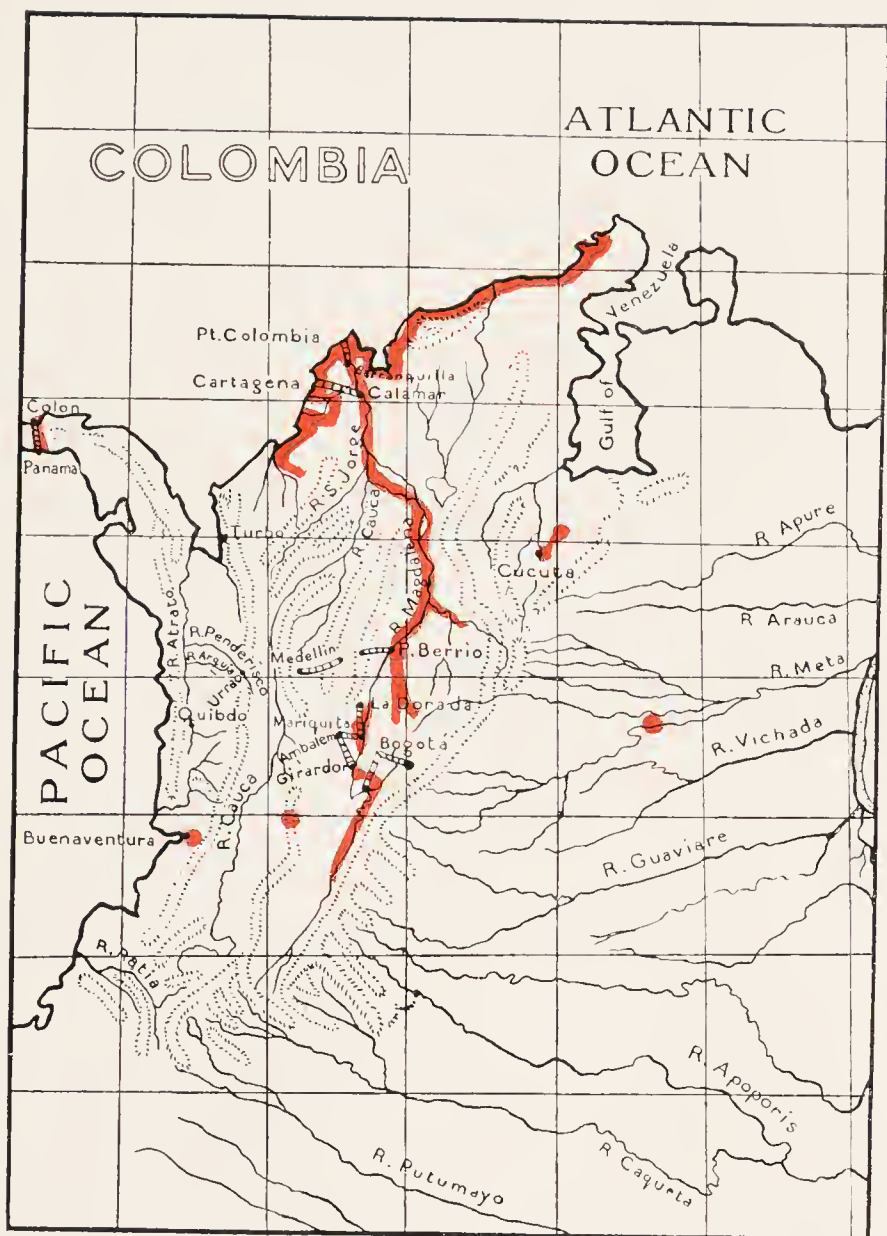 ATLANTIC
OCEAN
COLOMBIA
Venezuela
Gulf of
Pt. Colombia
Barranquilla
Cartagena
Calamar
Colon
Panama
R. S. Jorge
R. Cauca
R. Magdalena
Turbo
Cucuta
R. Apure
R. Arauca
R. Meta
R. Vichada
PACIFIC
OCEAN
R. Atrato
R. Penderisco
R. Arquia
Urrao
Medellin
P. Berrio
Quibdo
La Dorada
Mariquita
Ambalem
Bogota
Girardot
R. Cauca
Buenaventura
R. Guaviare
R. Patia
R. Apoporis
R. Caqueta
R. Putumayo